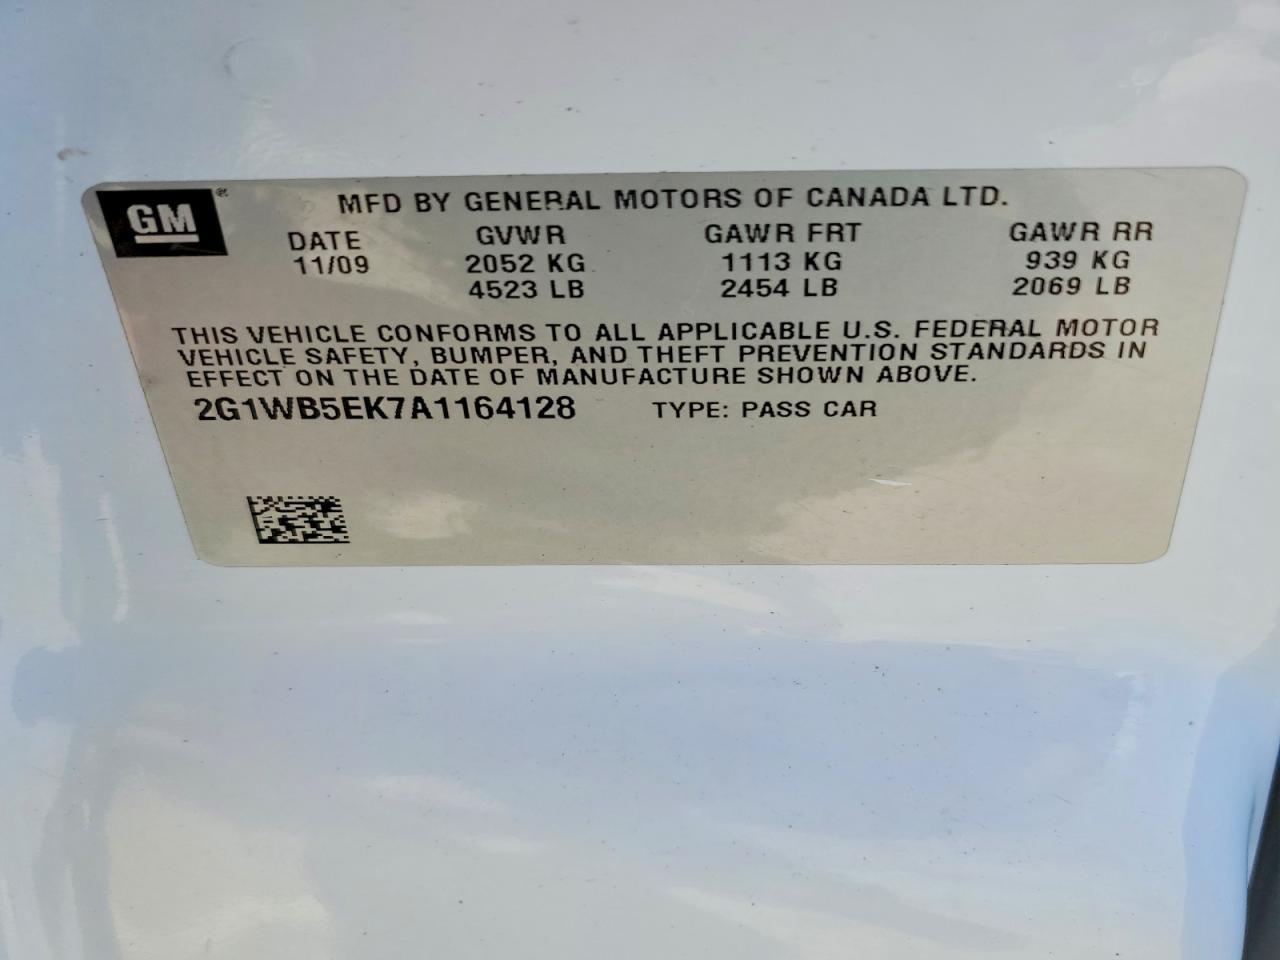 GM®
MFD BY GENERAL MOTORS OF CANADA LTD.
DATE GVWR GAWR FRT GAWR RR
11/09 2052 KG 1113 KG 939 KG
4523 LB 2454 LB 2069 LB
THIS VEHICLE CONFORMS TO ALL APPLICABLE U.S. FEDERAL MOTOR
VEHICLE SAFETY, BUMPER, AND THEFT PREVENTION STANDARDS IN
EFFECT ON THE DATE OF MANUFACTURE SHOWN ABOVE.
2G1WB5EK7A1164128 TYPE: PASS CAR